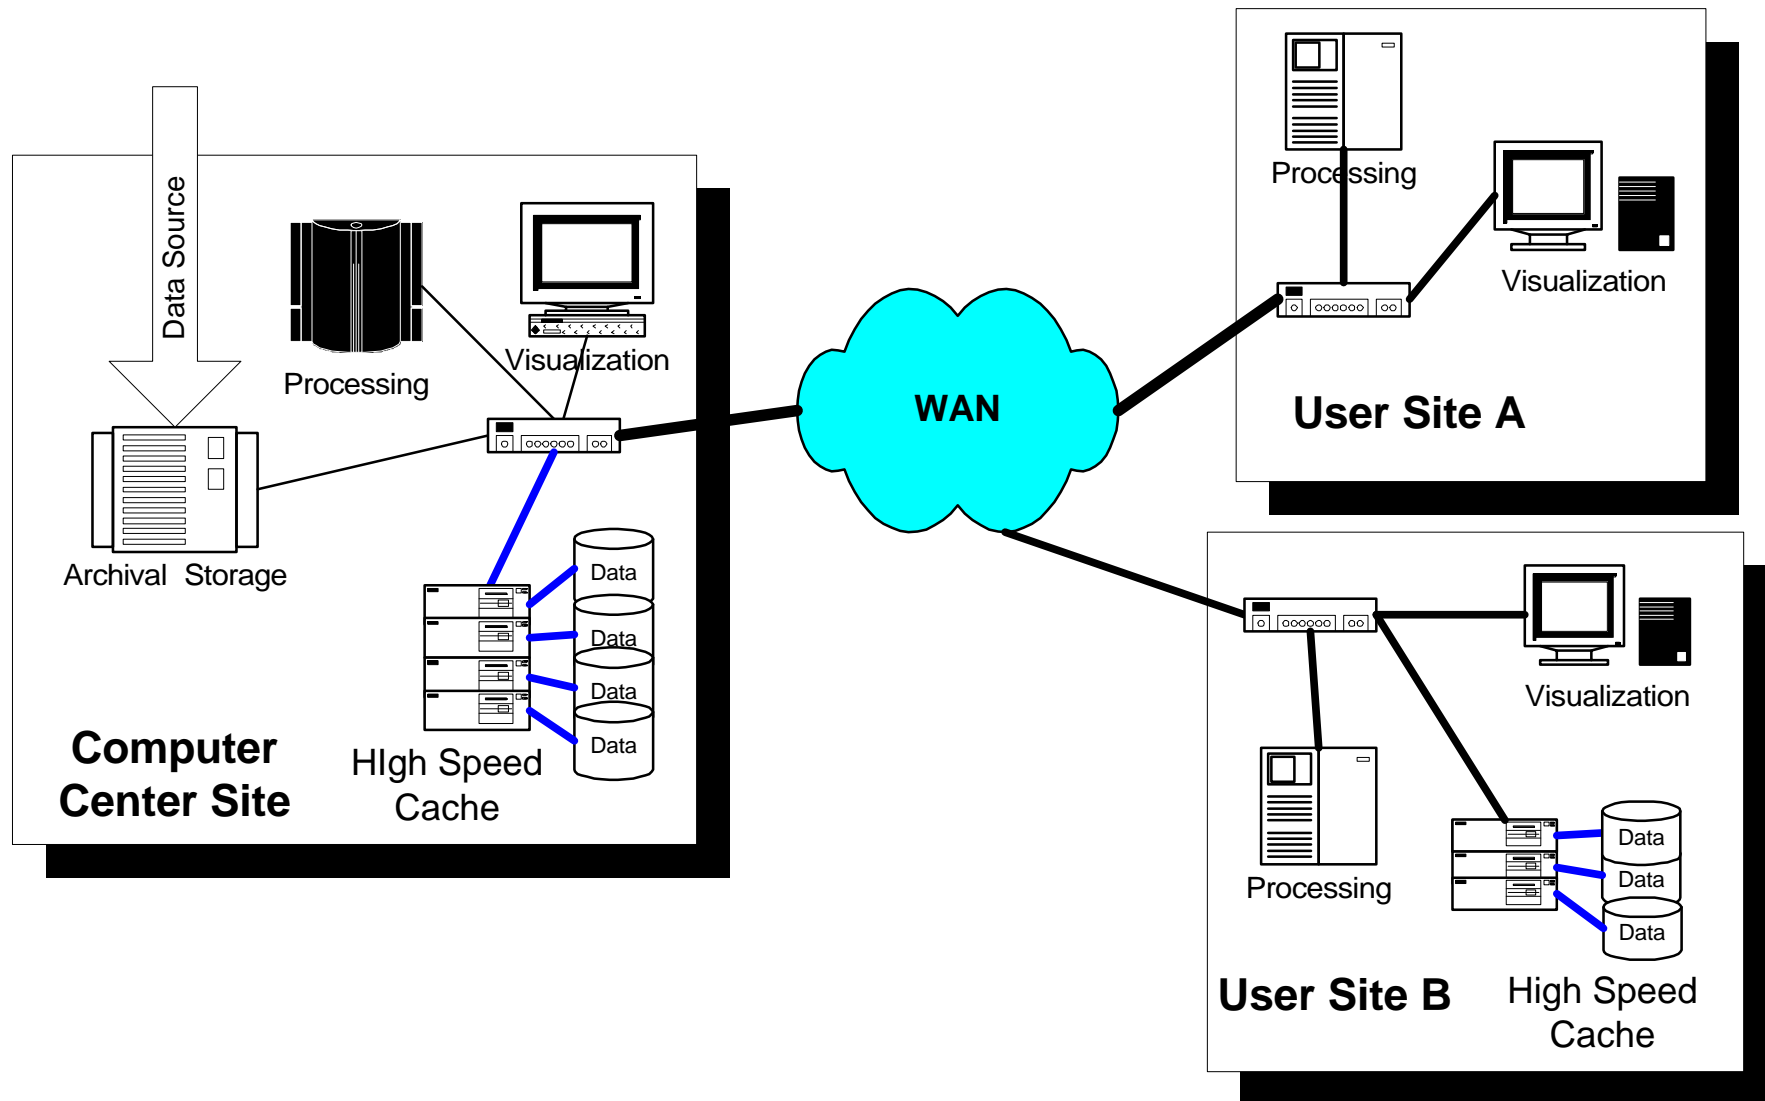 Data Source
Processing
Visualization
Archival Storage
Data
Data
Data
Data
HIgh Speed
Cache
Computer
Center Site
WAN
Processing
Visualization
User Site A
Visualization
Processing
Data
Data
Data
High Speed
Cache
User Site B